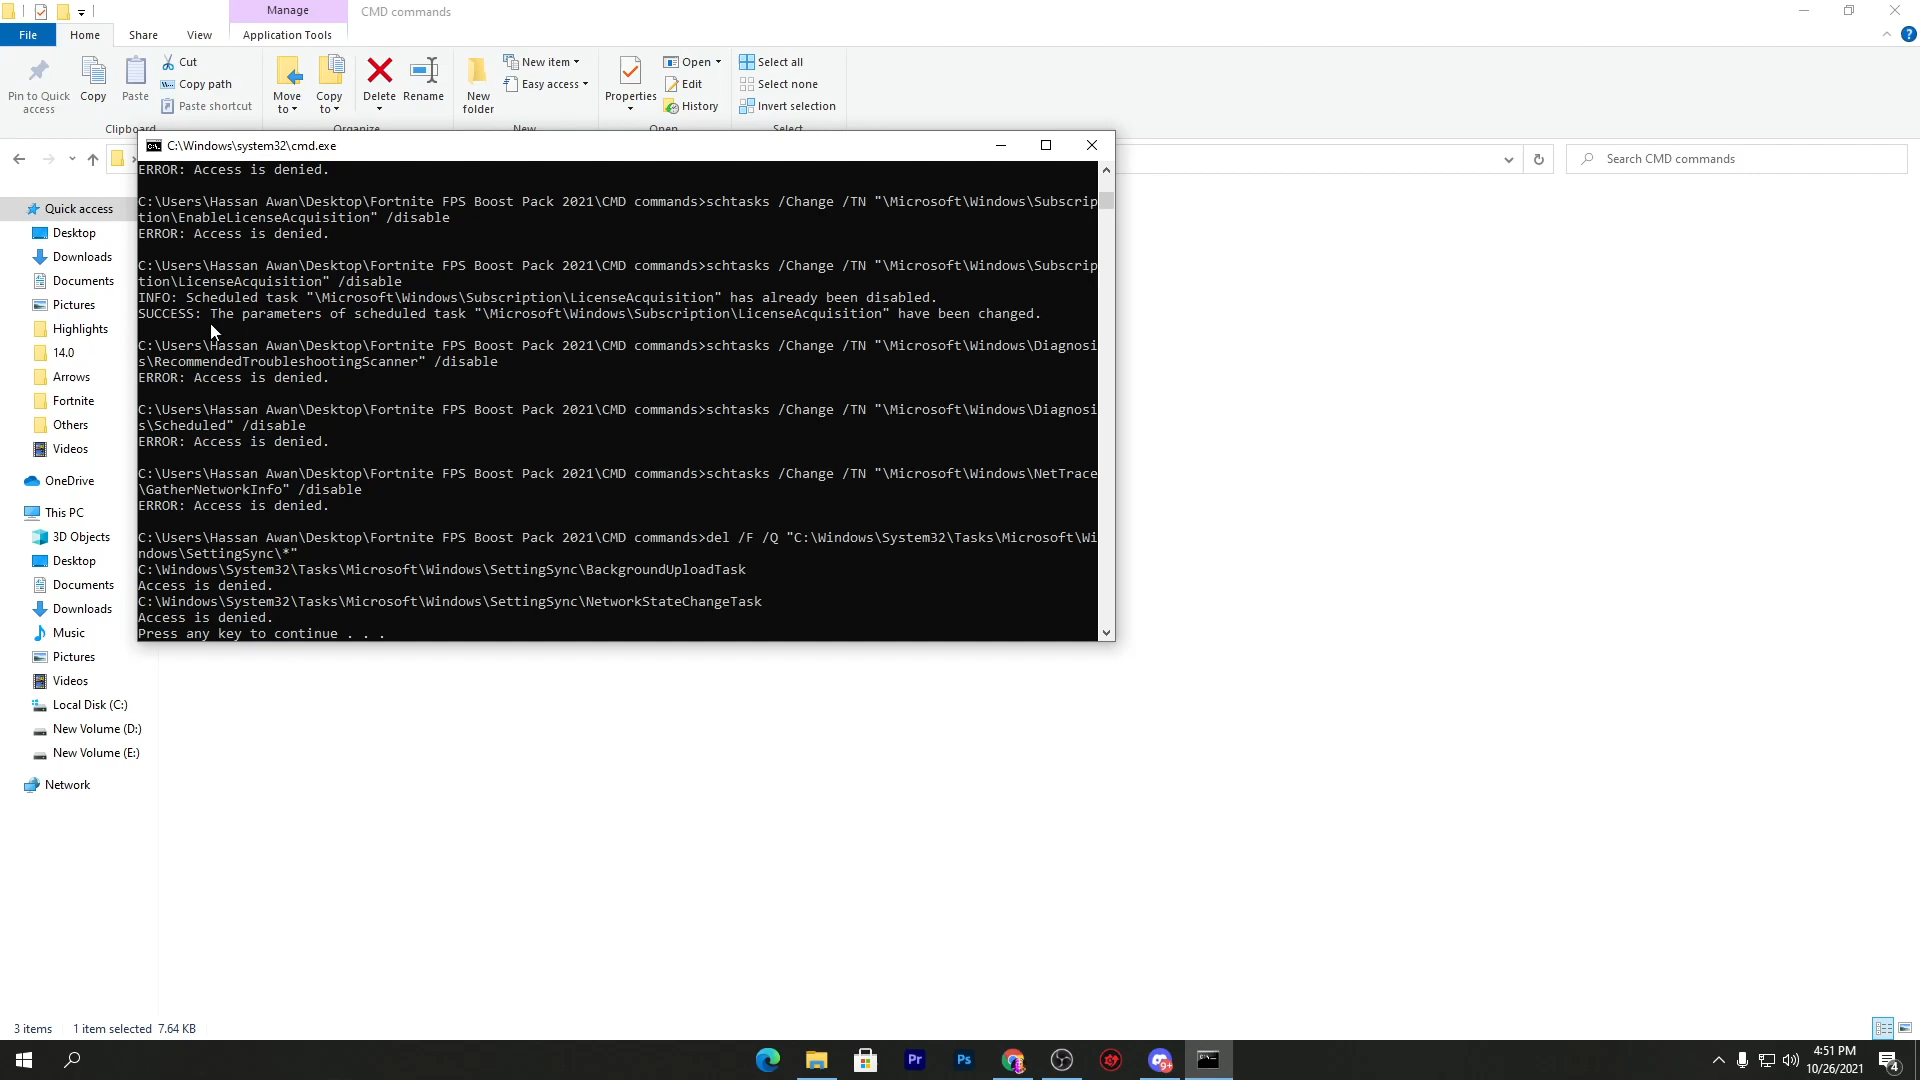 Manage
CMD commands
File
Home
Share
View
Application Tools
Pin to Quick access
Copy
Paste
Cut
Copy path
Paste shortcut
Move to
Copy to
Delete
Rename
New folder
New item
Easy access
Properties
Open
Edit
History
Select all
Select none
Invert selection
Clipboard
Organize
New
Open
Select
C:\Windows\system32\cmd.exe
Search CMD commands
ERROR: Access is denied.
C:\Users\Hassan Awan\Desktop\Fortnite FPS Boost Pack 2021\CMD commands>schtasks /Change /TN "\Microsoft\Windows\Subscrip
tion\EnableLicenseAcquisition" /disable
ERROR: Access is denied.
C:\Users\Hassan Awan\Desktop\Fortnite FPS Boost Pack 2021\CMD commands>schtasks /Change /TN "\Microsoft\Windows\Subscrip
tion\LicenseAcquisition" /disable
INFO: Scheduled task "\Microsoft\Windows\Subscription\LicenseAcquisition" has already been disabled.
SUCCESS: The parameters of scheduled task "\Microsoft\Windows\Subscription\LicenseAcquisition" have been changed.
C:\Users\Hassan Awan\Desktop\Fortnite FPS Boost Pack 2021\CMD commands>schtasks /Change /TN "\Microsoft\Windows\Diagnosi
s\RecommendedTroubleshootingScanner" /disable
ERROR: Access is denied.
C:\Users\Hassan Awan\Desktop\Fortnite FPS Boost Pack 2021\CMD commands>schtasks /Change /TN "\Microsoft\Windows\Diagnosi
s\Scheduled" /disable
ERROR: Access is denied.
C:\Users\Hassan Awan\Desktop\Fortnite FPS Boost Pack 2021\CMD commands>schtasks /Change /TN "\Microsoft\Windows\NetTrace
\GatherNetworkInfo" /disable
ERROR: Access is denied.
C:\Users\Hassan Awan\Desktop\Fortnite FPS Boost Pack 2021\CMD commands>del /F /Q "C:\Windows\System32\Tasks\Microsoft\Wi
ndows\SettingSync\*"
C:\Windows\System32\Tasks\Microsoft\Windows\SettingSync\BackgroundUploadTask
Access is denied.
C:\Windows\System32\Tasks\Microsoft\Windows\SettingSync\NetworkStateChangeTask
Access is denied.
Press any key to continue . . .
Quick access
Desktop
Downloads
Documents
Pictures
Highlights
14.0
Arrows
Fortnite
Others
Videos
OneDrive
This PC
3D Objects
Desktop
Documents
Downloads
Music
Pictures
Videos
Local Disk (C:)
New Volume (D:)
New Volume (E:)
Network
3 items
1 item selected 7.64 KB
Pr
Ps
9+
4:51 PM
10/26/2021
4